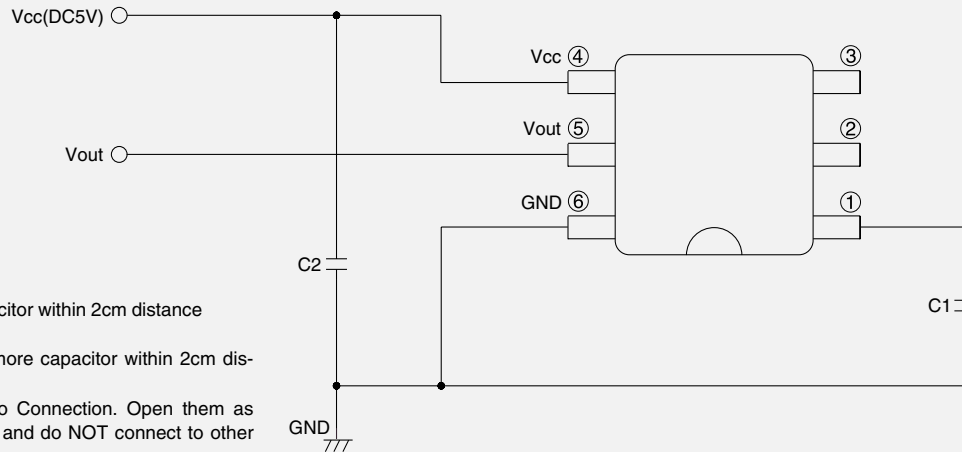 Vcc(DC5V)
Vcc ④
③
Vout ⑤
②
Vout
GND ⑥
①
C2
C1
citor within 2cm distance
more capacitor within 2cm dis-
o Connection. Open them as
and do NOT connect to other
GND